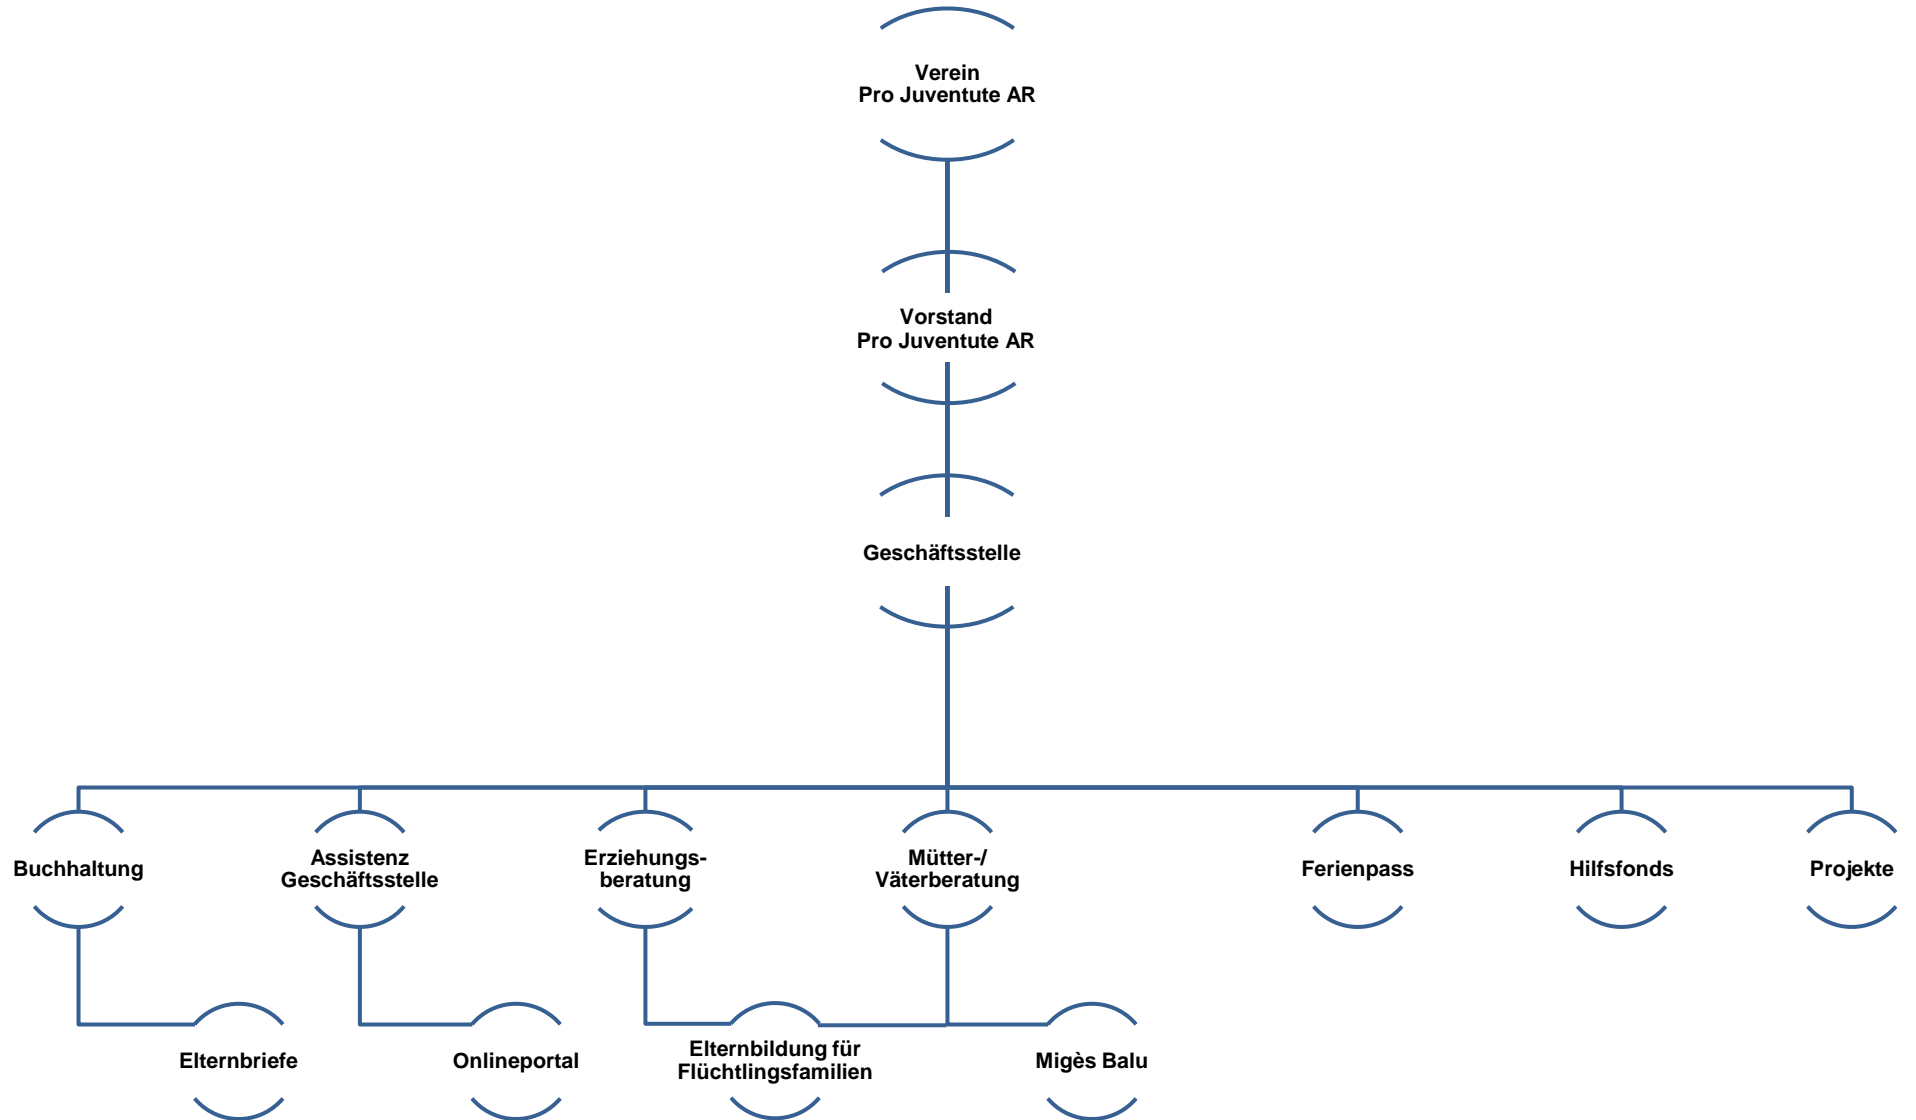 Verein
Pro Juventute AR
Vorstand
Pro Juventute AR
Geschäftsstelle
Buchhaltung
Assistenz
Geschäftsstelle
Erziehungs-
beratung
Mütter-/
Väterberatung
Ferienpass
Hilfsfonds
Projekte
Elternbriefe
Onlineportal
Elternbildung für
Flüchtlingsfamilien
Migès Balu